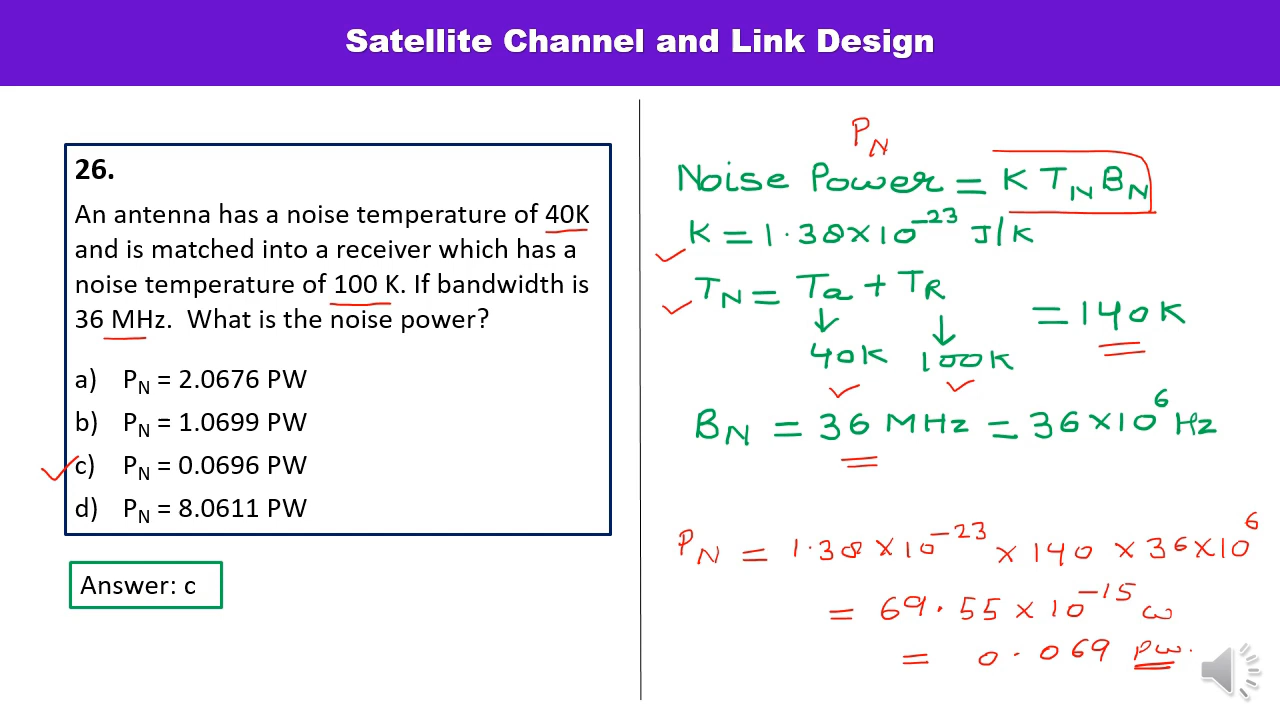 Satellite Channel and Link Design
26.
An antenna has a noise temperature of 40K
and is matched into a receiver which has a
noise temperature of 100 K. If bandwidth is
36 MHz. What is the noise power?
a) PN = 2.0676 PW
b) PN = 1.0699 PW
c) PN = 0.0696 PW
d) PN = 8.0611 PW
Answer: c
PN
Noise Power = K TN BN
K = 1.38×10^-23 J/K
TN = Ta + TR
= 140K
↓ ↓
40K 100K
BN = 36 MHz = 36×10^6 Hz
PN = 1.38×10^-23 × 140 × 36×10^6
= 69.55×10^-15 w
= 0.069 pw.